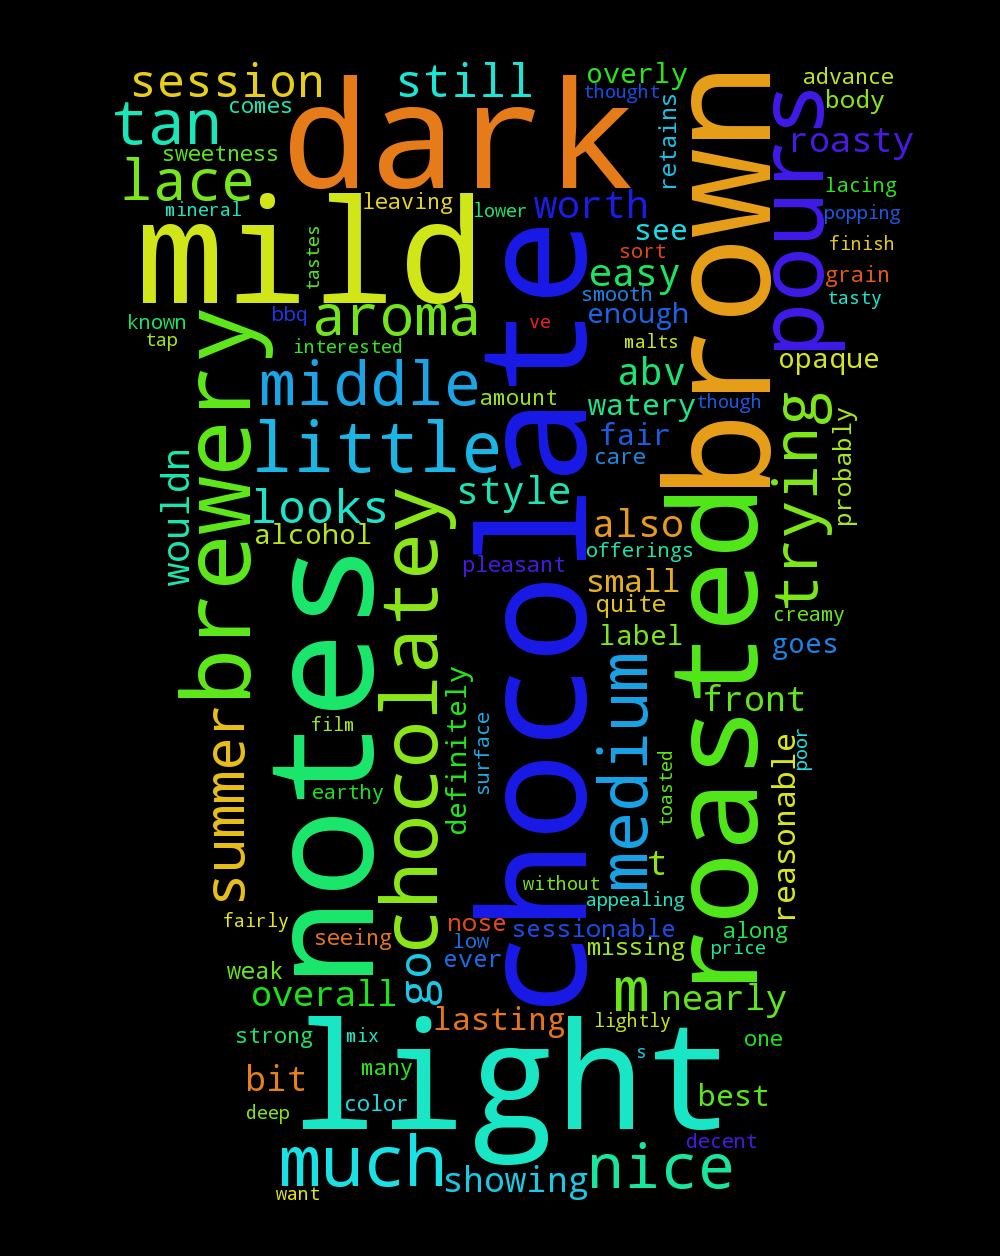 session
still
overly
advance
dark
thought
body
tan
comes
retains
brown
pours
roasty
sweetness
lace
lacing
mineral
leaving
lower
worth
popping
mild
tastes
see
finish
sort
easy
grain
smooth
tasty
known
bbq
aroma
ve
enough
tap
interested
malts
opaque
brewery
middle
chocolate
abv
amount
watery
though
trying
probably
little
fair
care
wouldn
looks
chocolatey
style
also
alcohol
offerings
roasted
notes
pleasant
small
quite
creamy
label
goes
definitely
medium
front
summer
film
surface
reasonable
poor
earthy
toasted
t
without
appealing
fairly
nose
sessionable
along
seeing
low
missing
price
go
ever
weak
overall
m
nearly
lasting
lightly
strong
light
mix
one
s
many
bit
color
best
deep
decent
much
showing
nice
want